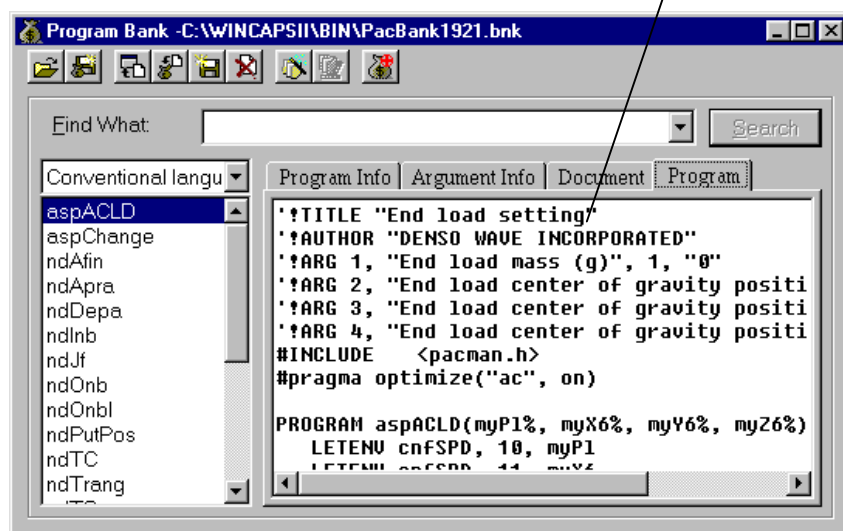 Program Bank -C:\WINCAPSII\BIN\PacBank1921.bnk
Find What:
Search
Conventional langu
Program Info
Argument Info
Document
Program
aspACLD
aspChange
ndAfin
ndApra
ndDepa
ndInb
ndJf
ndOnb
ndOnbl
ndPutPos
ndTC
ndTrang
'!TITLE "End load setting"
'!AUTHOR "DENSO WAVE INCORPORATED"
'!ARG 1, "End load mass (g)", 1, "0"
'!ARG 2, "End load center of gravity positi
'!ARG 3, "End load center of gravity positi
'!ARG 4, "End load center of gravity positi
#INCLUDE <pacman.h>
#pragma optimize("ac", on)
PROGRAM aspACLD(myP1%, myX6%, myY6%, myZ6%)
LETENV cnfSPD, 10, myP1